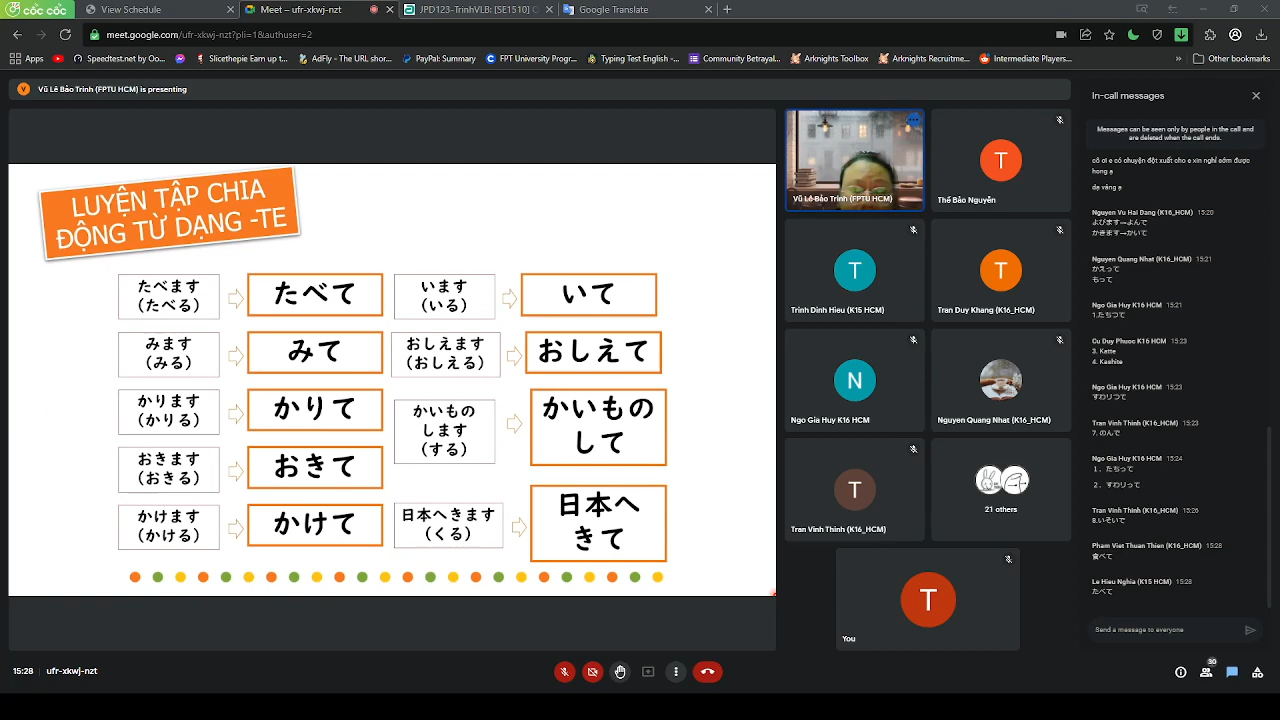 cốc cốc
View Schedule
Meet – ufr-xkwj-nzt
JPD123-TrinhVLB: [SE1510] C
Google Translate
meet.google.com/ufr-xkwj-nzt?pli=1&authuser=2
Apps
Speedtest.net by Oo...
Slicethepie Earn up t...
AdFly - The URL shor...
PayPal: Summary
FPT University Progr...
Typing Test English -...
Community Betrayal...
Arknights Toolbox
Arknights Recruitme...
Intermediate Players...
Other bookmarks
V
Vũ Lê Bảo Trinh (FPTU HCM) is presenting
LUYỆN TẬP CHIA
ĐỘNG TỪ DẠNG -TE
たべます
(たべる)
たべて
います
(いる)
いて
みます
(みる)
みて
おしえます
(おしえる)
おしえて
かります
(かりる)
かりて
かいもの
します
(する)
かいもの
して
おきます
(おきる)
おきて
かけます
(かける)
かけて
日本へきます
(くる)
日本へ
きて
Vũ Lê Bảo Trinh (FPTU HCM)
T
Thế Bảo Nguyễn
T
Trinh Dinh Hieu (K15 HCM)
T
Tran Duy Khang (K16_HCM)
N
Ngo Gia Huy K16 HCM
Nguyen Quang Nhat (K16_HCM)
T
Tran Vinh Thinh (K16_HCM)
21 others
T
You
In-call messages
Messages can be seen only by people in the call and
are deleted when the call ends.
cô ơi e có chuyện đột xuất cho e xin nghỉ sớm được
hong ạ
dạ vâng ạ
Nguyen Vu Hai Dang (K16_HCM) 15:20
よびます→よんで
かきます→かいて
Nguyen Quang Nhat (K16_HCM) 15:21
かえって
もって
Ngo Gia Huy K16 HCM 15:21
1.たちつて
Cu Duy Phuoc K16 HCM 15:23
3. Katte
4. Kashite
Ngo Gia Huy K16 HCM 15:23
すわりつて
Tran Vinh Thinh (K16_HCM) 15:23
7. のんで
Ngo Gia Huy K16 HCM 15:24
1、たちって
2、すわりって
Tran Vinh Thinh (K16_HCM) 15:26
8.いそいで
Pham Viet Thuan Thien (K16_HCM) 15:28
食べて
Le Hieu Nghia (K15 HCM) 15:28
たべて
Send a message to everyone
15:28
ufr-xkwj-nzt
30